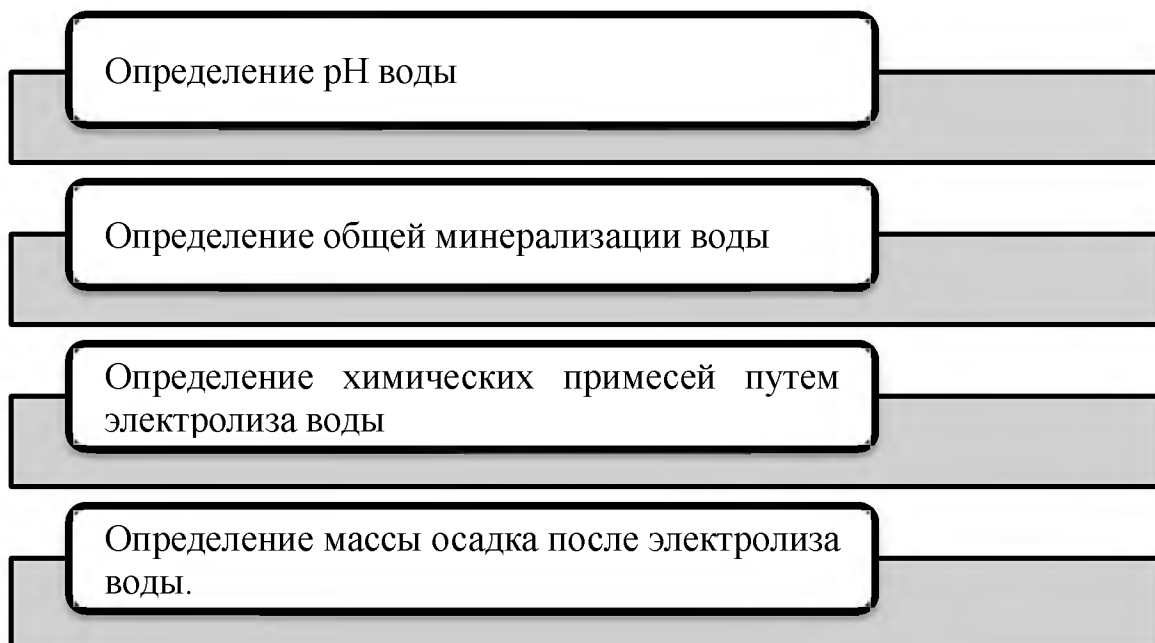 Определение pH воды
Определение общей минерализации воды
Определение химических примесей путем
электролиза воды
Определение массы осадка после электролиза
воды.